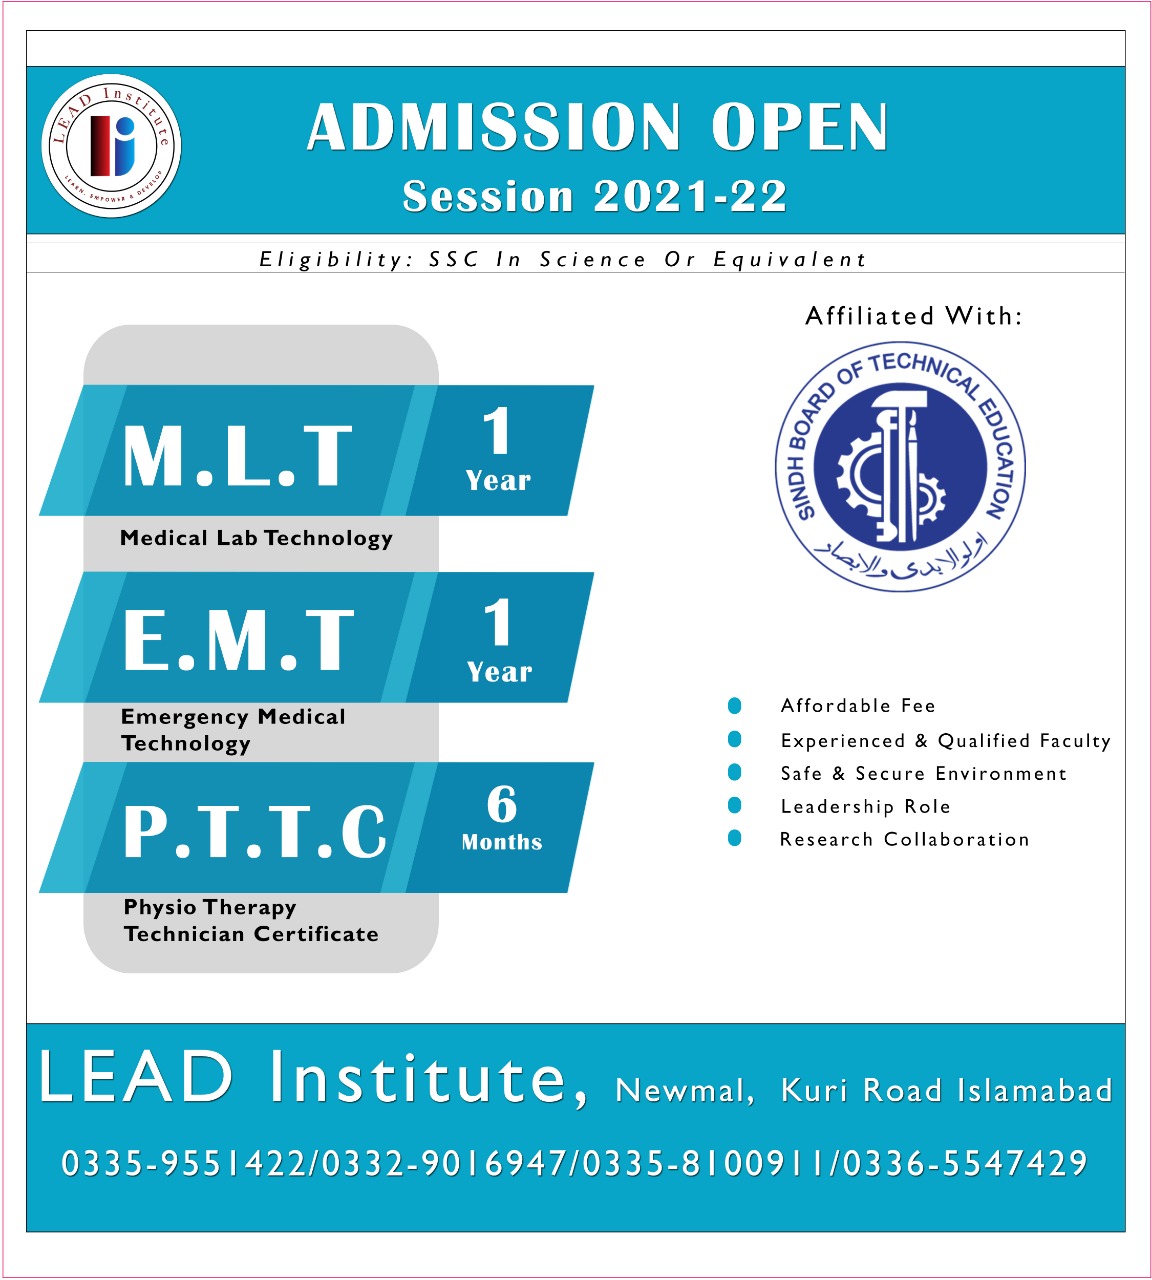 LEAD Institute
LEARN, EMPOWER & DEVELOP
ADMISSION OPEN
Session 2021-22
Eligibility: SSC In Science Or Equivalent
M.L.T
1
Year
Medical Lab Technology
E.M.T
1
Year
Emergency Medical
Technology
P.T.T.C
6
Months
Physio Therapy
Technician Certificate
Affiliated With:
SINDH BOARD OF TECHNICAL EDUCATION
اولوالایدی والابصار
Affordable Fee
Experienced & Qualified Faculty
Safe & Secure Environment
Leadership Role
Research Collaboration
LEAD Institute, Newmal, Kuri Road Islamabad
0335-9551422/0332-9016947/0335-8100911/0336-5547429